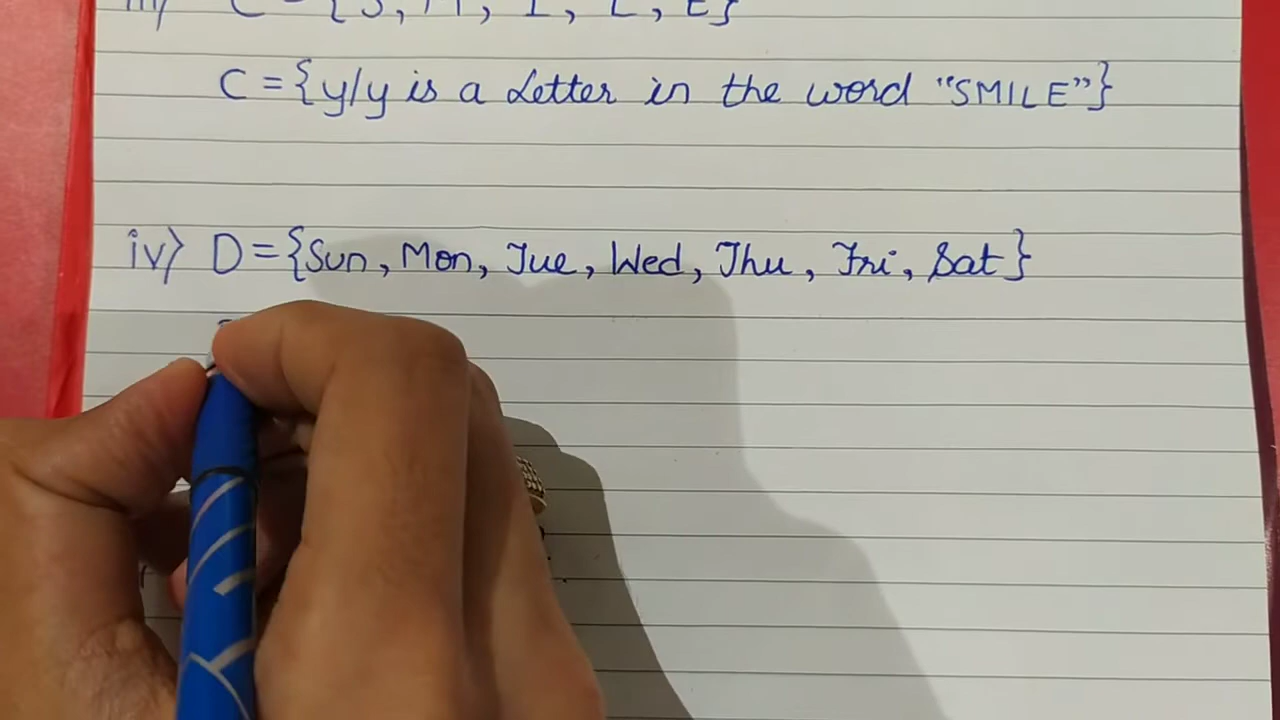 C = {S, M, I, L, E}
C = {y/y is a Letter in the word "SMILE"}
iv) D = {Sun, Mon, Tue, Wed, Thu, Fri, Sat}